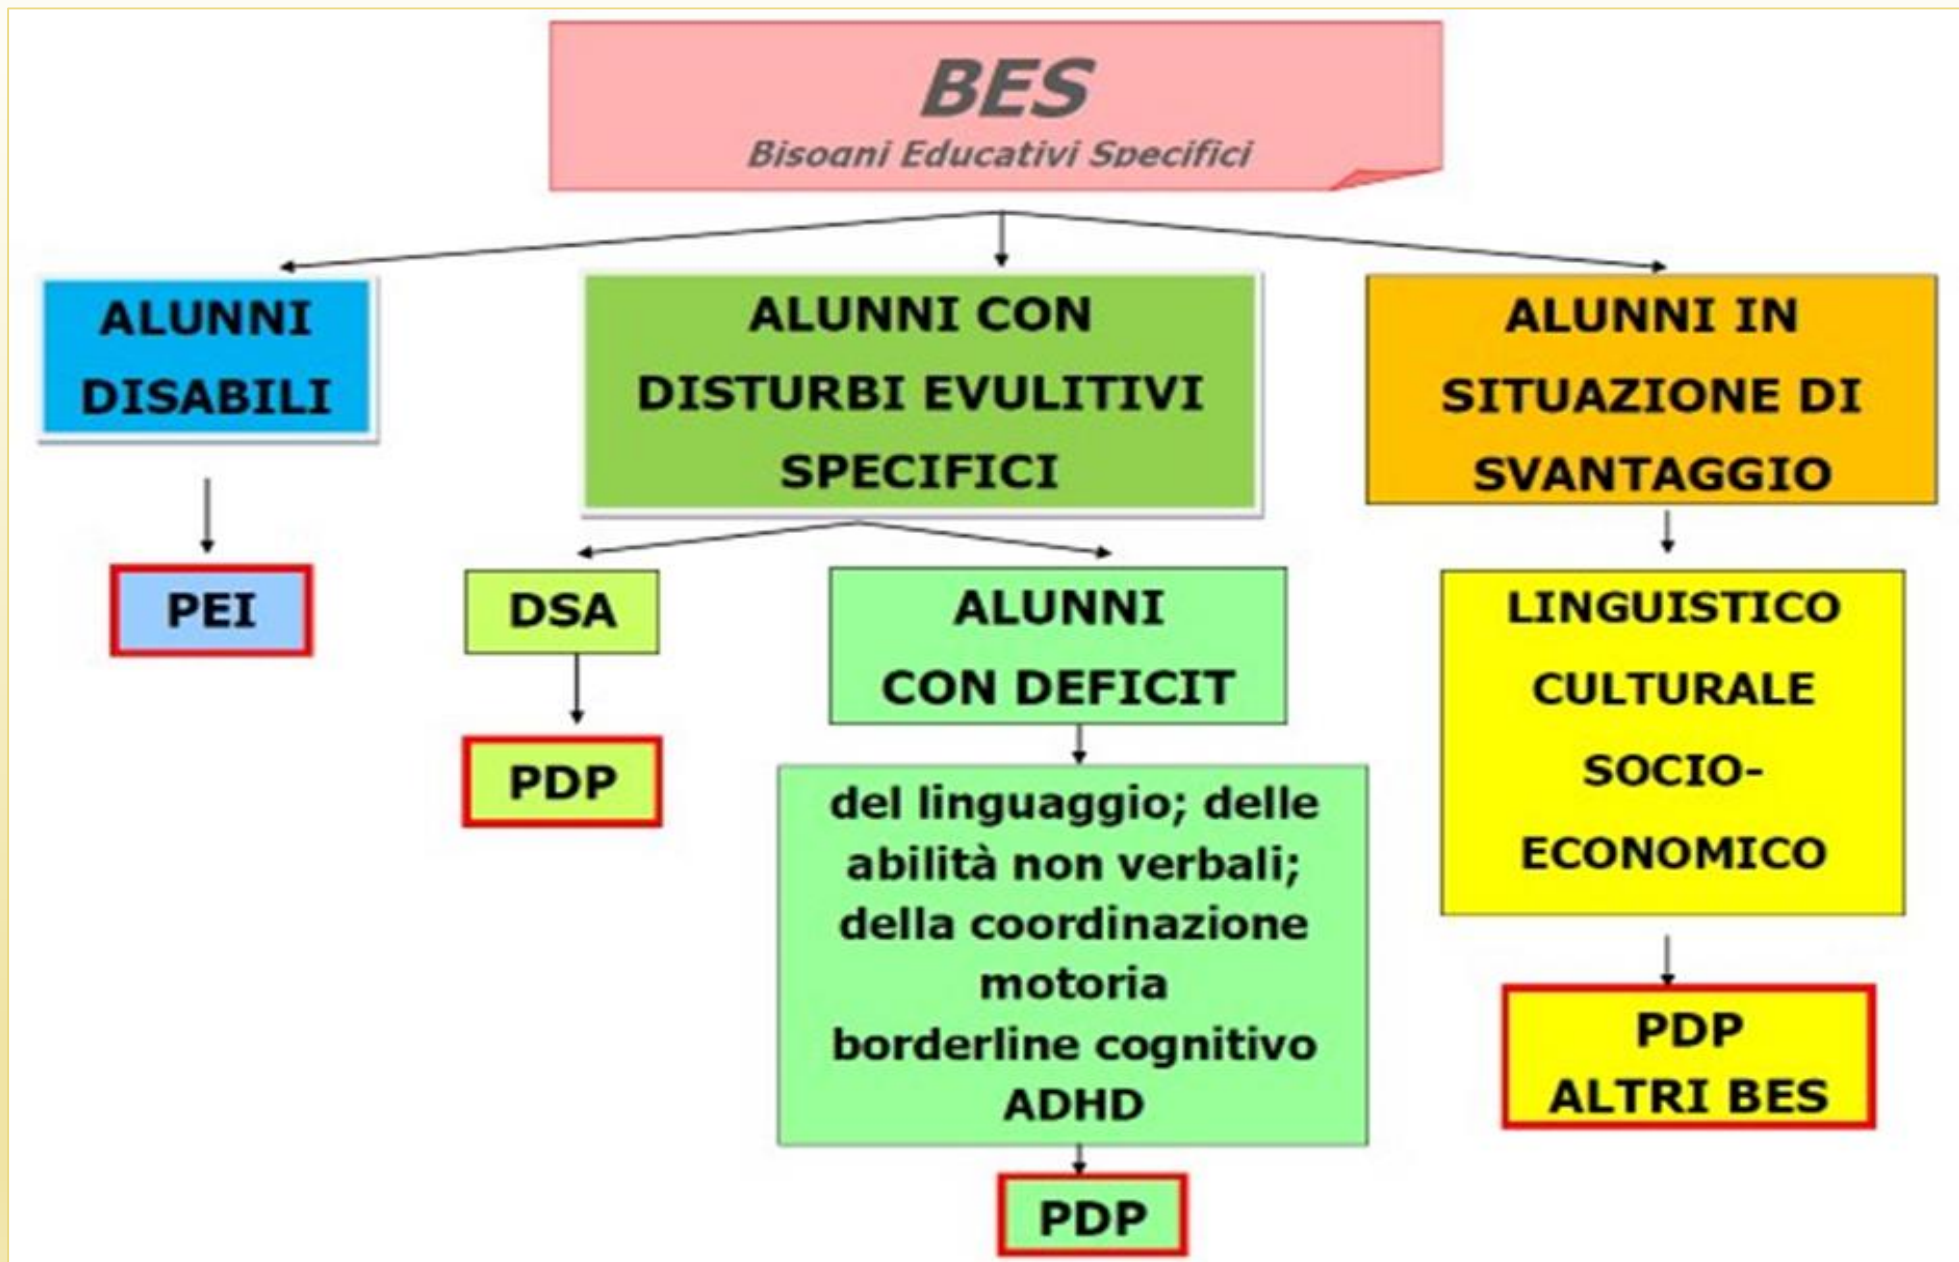 BES
Bisogni Educativi Specifici
ALUNNI
DISABILI
PEI
ALUNNI CON
DISTURBI EVULITIVI
SPECIFICI
DSA
PDP
ALUNNI
CON DEFICIT
del linguaggio; delle
abilità non verbali;
della coordinazione
motoria
borderline cognitivo
ADHD
PDP
ALUNNI IN
SITUAZIONE DI
SVANTAGGIO
LINGUISTICO
CULTURALE
SOCIO-
ECONOMICO
PDP
ALTRI BES